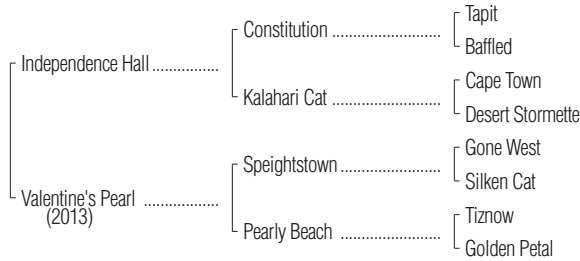 Tapit
Constitution ........................
Baffled
Independence Hall ................
Cape Town
Kalahari Cat ........................
Desert Stormette
Gone West
Speightstown ......................
Silken Cat
Valentine's Pearl ..................
(2013)
Tiznow
Pearly Beach ......................
Golden Petal